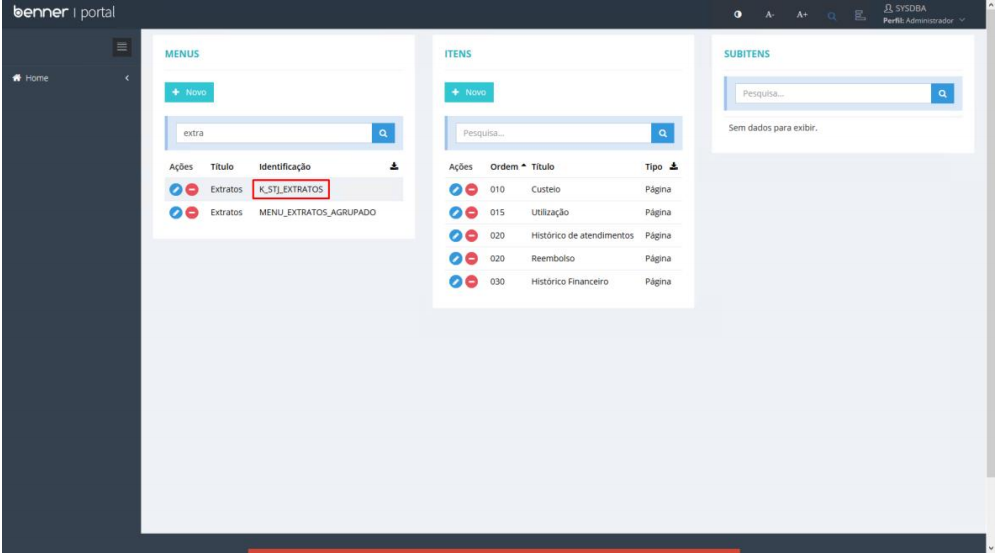 benner | portal
A- A+ SYSDBA
Perfil: Administrador
Home
MENUS
+ Novo
extra
Ações Título Identificação
Extratos K_STJ_EXTRATOS
Extratos MENU_EXTRATOS_AGRUPADO
ITENS
+ Novo
Pesquisa...
Ações Ordem Título Tipo
010 Custeio Página
015 Utilização Página
020 Histórico de atendimentos Página
020 Reembolso Página
030 Histórico Financeiro Página
SUBITENS
Pesquisa...
Sem dados para exibir.